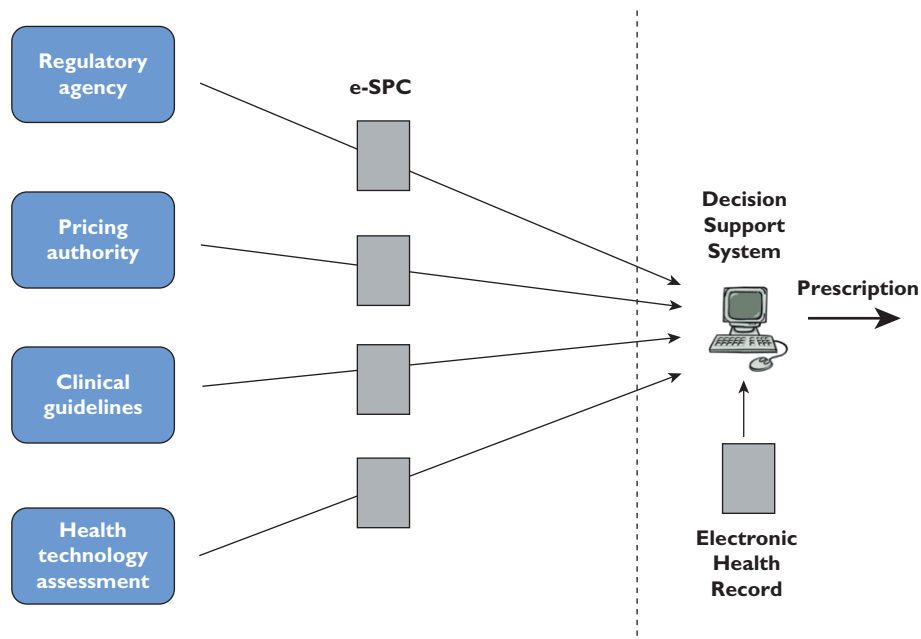 Regulatory
agency
e-SPC
Pricing
authority
Clinical
guidelines
Health
technology
assessment
Decision
Support
System
Prescription
Electronic
Health
Record